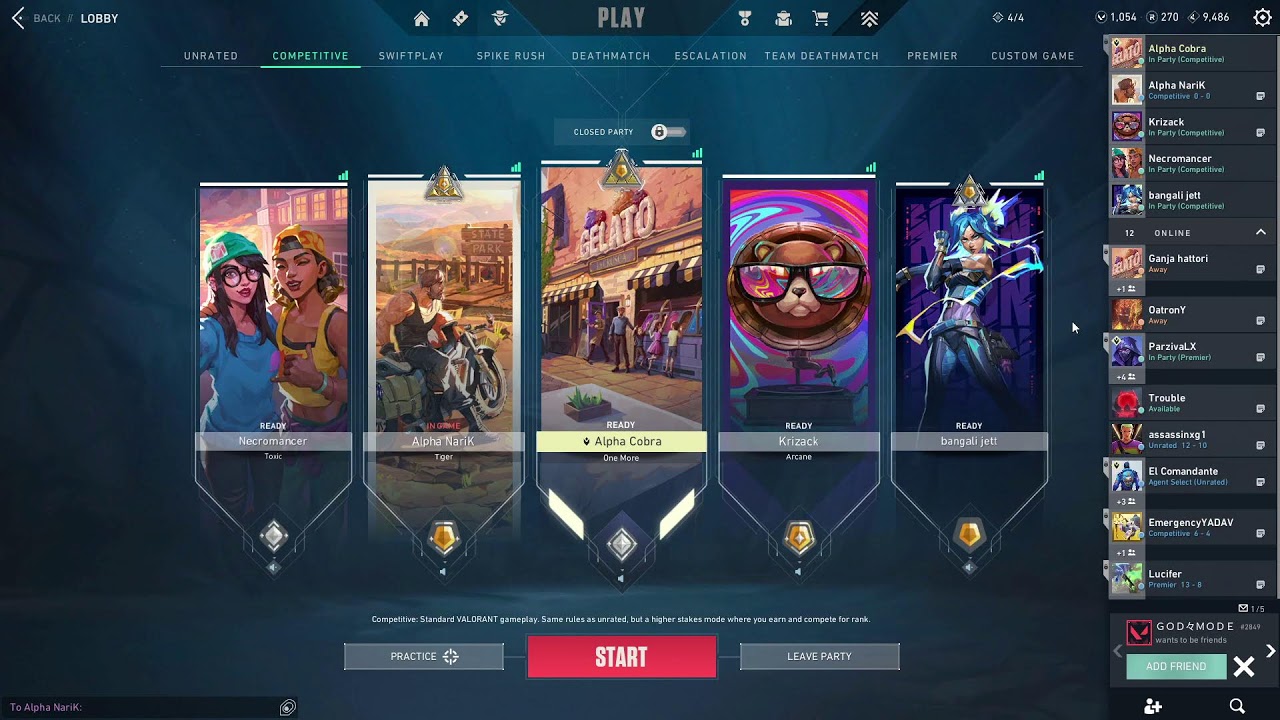 BACK // LOBBY
PLAY
4/4
1,054
270
9,486
UNRATED
COMPETITIVE
SWIFTPLAY
SPIKE RUSH
DEATHMATCH
ESCALATION
TEAM DEATHMATCH
PREMIER
CUSTOM GAME
CLOSED PARTY
STATE PARK
GELATO
READY
Necromancer
Toxic
IN GAME
Alpha NariK
Tiger
READY
Alpha Cobra
One More
READY
Krizack
Arcane
READY
bangali jett
Competitive: Standard VALORANT gameplay. Same rules as unrated, but a higher stakes mode where you earn and compete for rank.
PRACTICE
START
LEAVE PARTY
To Alpha NariK:
Alpha Cobra
In Party (Competitive)
Alpha NariK
Competitive 0 - 0
Krizack
In Party (Competitive)
Necromancer
In Party (Competitive)
bangali jett
In Party (Competitive)
12 ONLINE
Ganja hattori
Away
+1
OatronY
Away
ParzivaLX
In Party (Premier)
+4
Trouble
Available
assasinxg1
Unrated 12 - 10
El Comandante
Agent Select (Unrated)
+3
EmergencyYADAV
Competitive 6 - 4
+1
Lucifer
Premier 13 - 8
1/5
GODϟMODE #2849
wants to be friends
ADD FRIEND